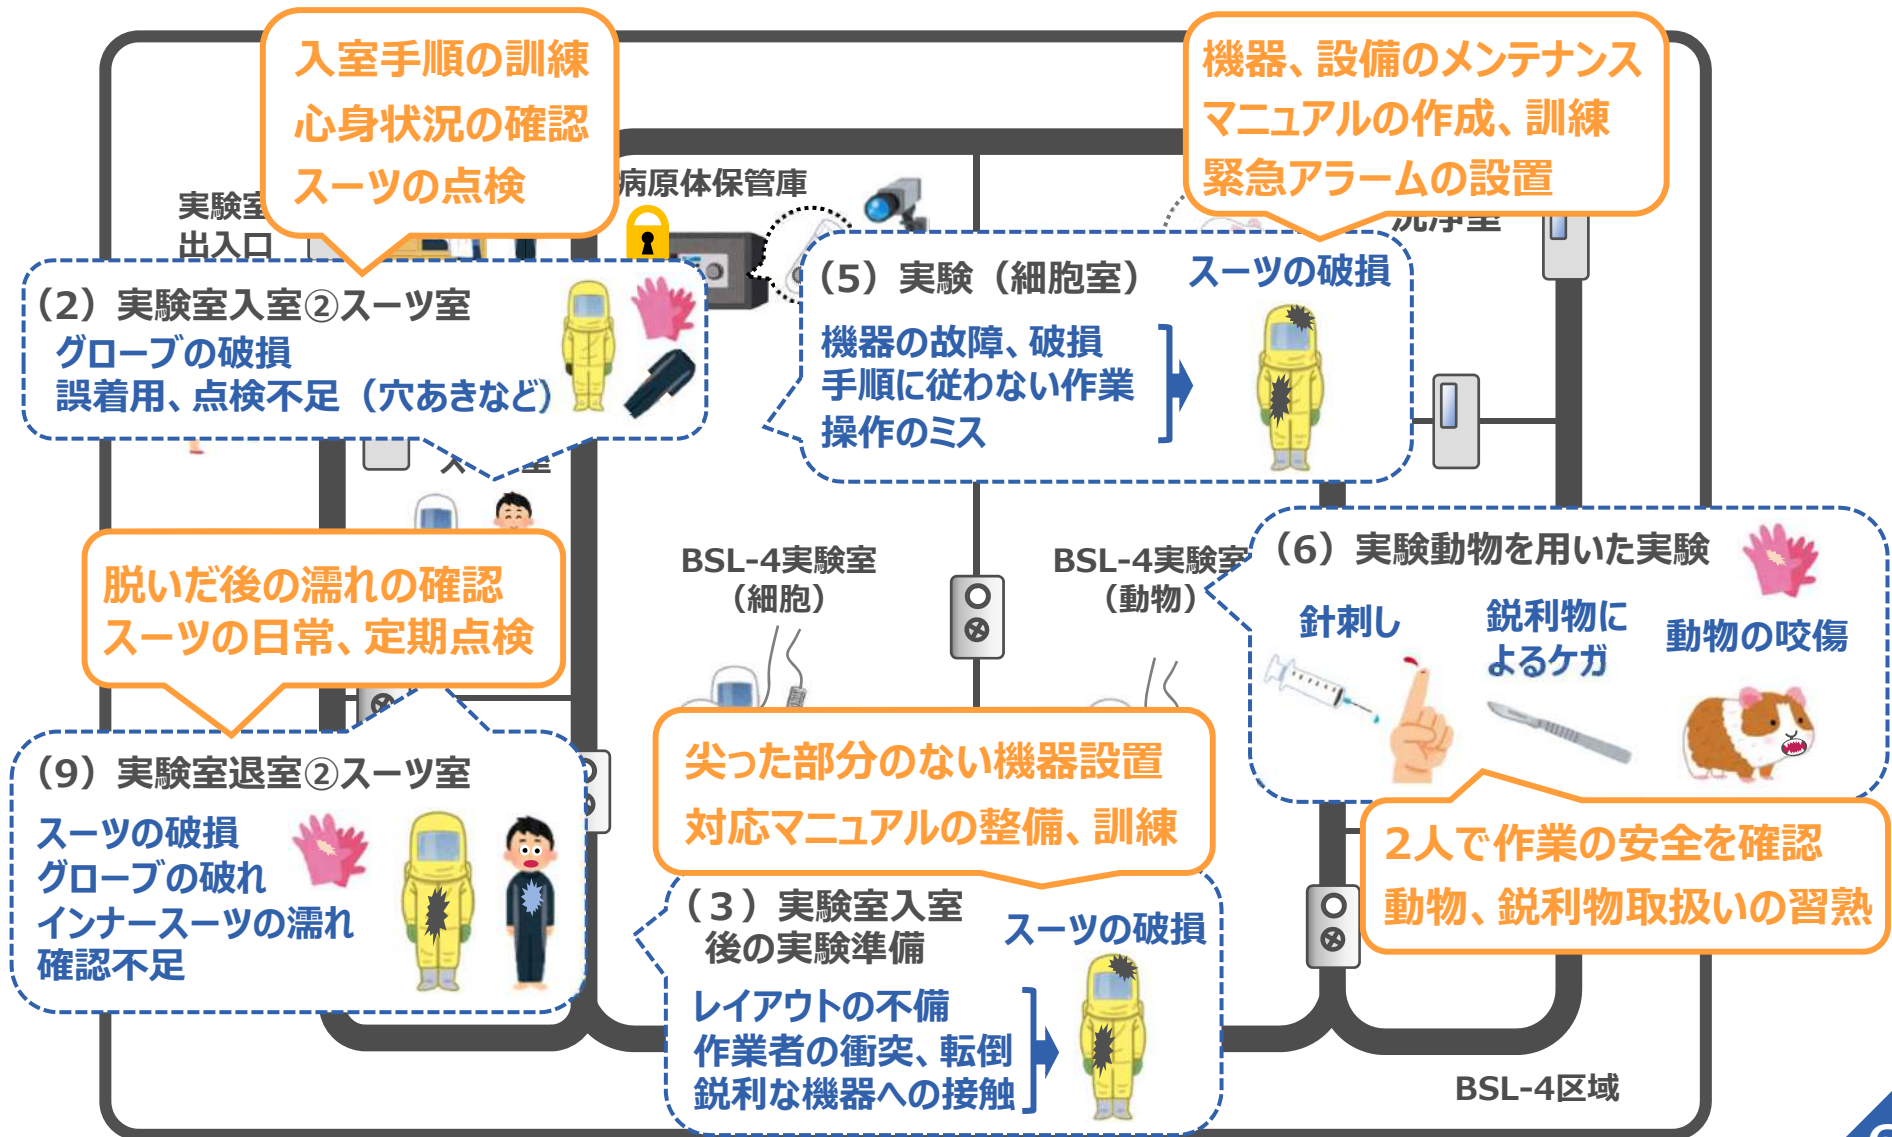 入室手順の訓練
心身状況の確認
スーツの点検
機器、設備のメンテナンス
マニュアルの作成、訓練
緊急アラームの設置
実験室
出入口
病原体保管庫
洗浄室
（2）実験室入室②スーツ室
グローブの破損
誤着用、点検不足（穴あきなど）
（5）実験（細胞室）
スーツの破損
機器の故障、破損
手順に従わない作業
操作のミス
脱いだ後の濡れの確認
スーツの日常、定期点検
BSL-4実験室
（細胞）
BSL-4実験室
（動物）
（6）実験動物を用いた実験
針刺し
鋭利物に
よるケガ
動物の咬傷
（9）実験室退室②スーツ室
スーツの破損
グローブの破れ
インナースーツの濡れ
確認不足
尖った部分のない機器設置
対応マニュアルの整備、訓練
2人で作業の安全を確認
動物、鋭利物取扱いの習熟
（３）実験室入室
後の実験準備
スーツの破損
レイアウトの不備
作業者の衝突、転倒
鋭利な機器への接触
BSL-4区域